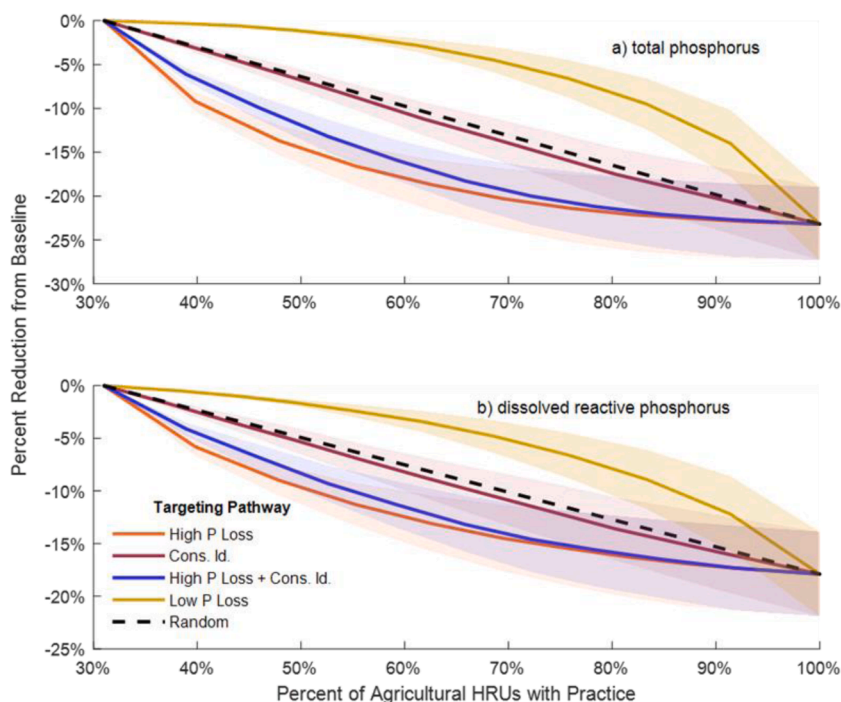 0%
-5%
-10%
-15%
-20%
-25%
-30%
a) total phosphorus
30% 40% 50% 60% 70% 80% 90% 100%
Percent Reduction from Baseline
0%
-5%
-10%
-15%
-20%
-25%
b) dissolved reactive phosphorus
Targeting Pathway
High P Loss
Cons. Id.
High P Loss + Cons. Id.
Low P Loss
Random
30% 40% 50% 60% 70% 80% 90% 100%
Percent of Agricultural HRUs with Practice